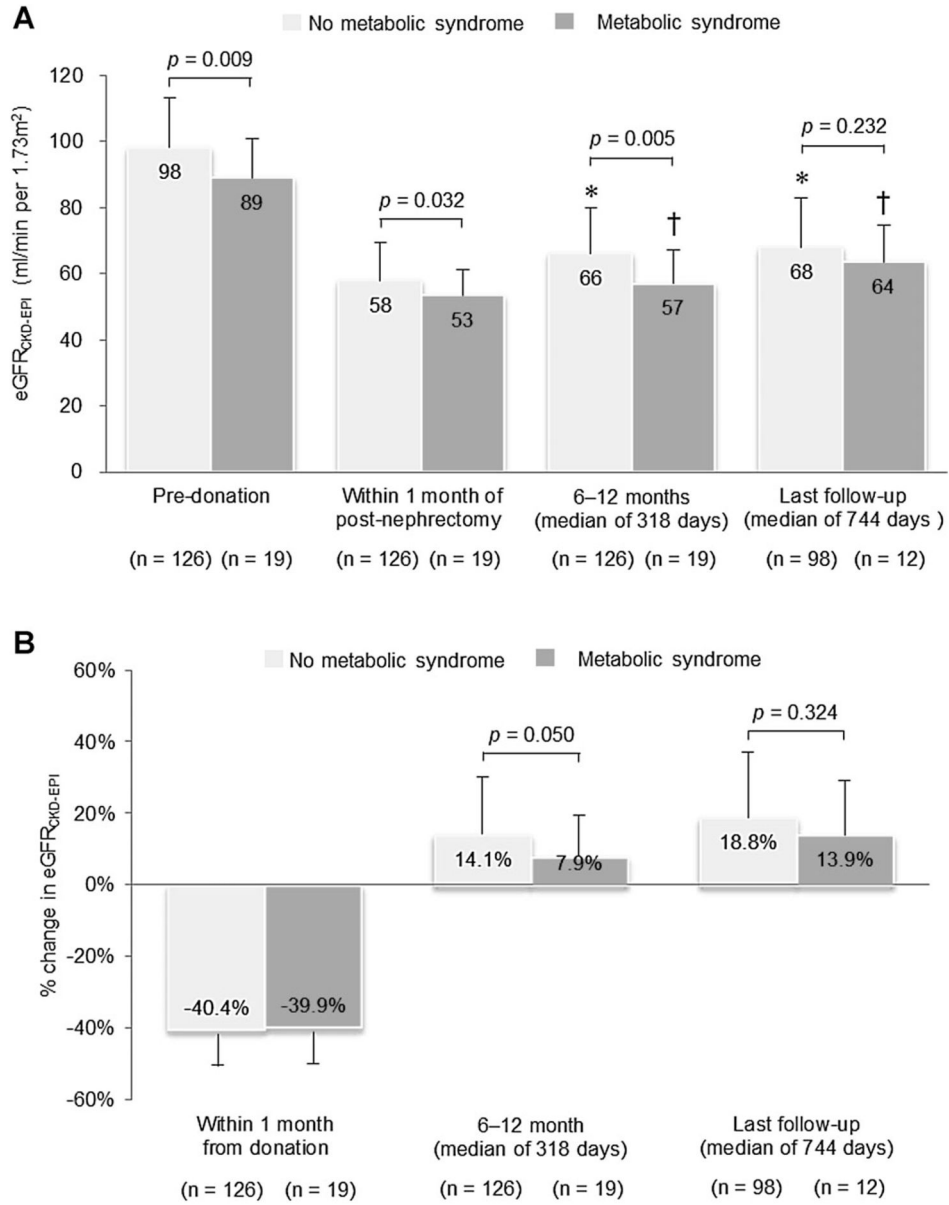 A
No metabolic syndrome Metabolic syndrome
p = 0.009
p = 0.032
p = 0.005
p = 0.232
* † * †
eGFRCKD-EPI (ml/min per 1.73m²)
120
100
80
60
40
20
0
98 89 58 53 66 57 68 64
Pre-donation
Within 1 month of
post-nephrectomy
6–12 months
(median of 318 days)
Last follow-up
(median of 744 days )
(n = 126) (n = 19) (n = 126) (n = 19) (n = 126) (n = 19) (n = 98) (n = 12)
B
No metabolic syndrome Metabolic syndrome
p = 0.050
p = 0.324
% change in eGFRCKD-EPI
60%
40%
20%
0%
-20%
-40%
-60%
-40.4% -39.9% 14.1% 7.9% 18.8% 13.9%
Within 1 month
from donation
6–12 month
(median of 318 days)
Last follow-up
(median of 744 days)
(n = 126) (n = 19) (n = 126) (n = 19) (n = 98) (n = 12)